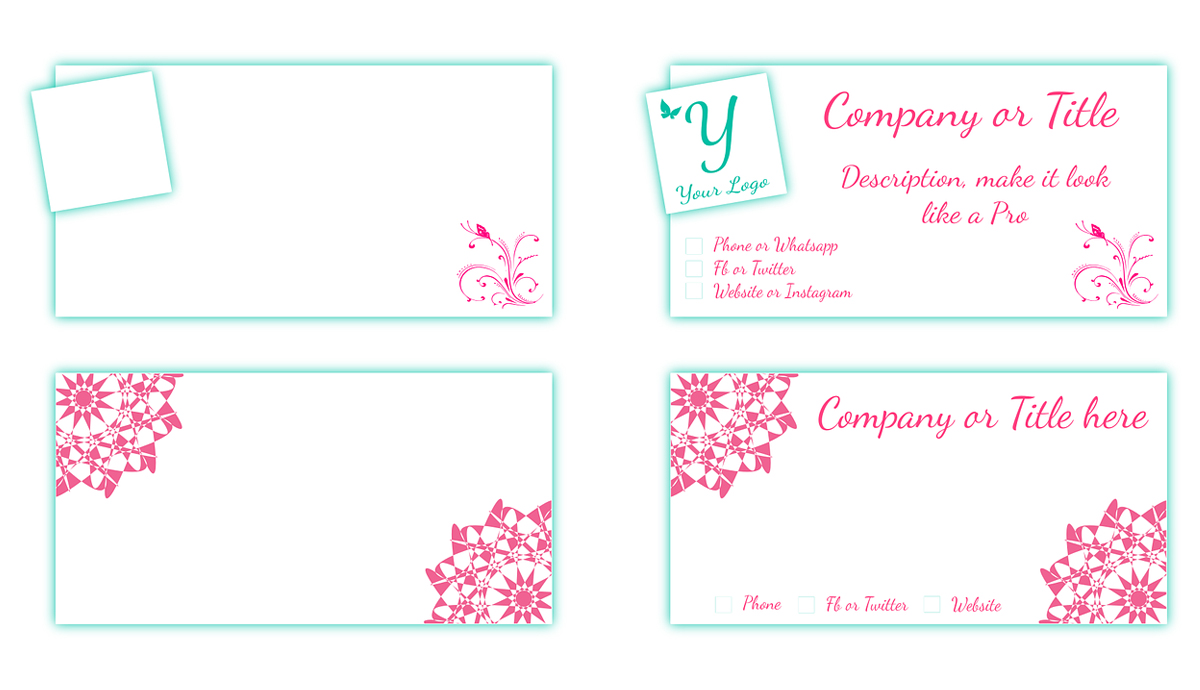 Company or Title
Y
Your Logo
Description, make it look
like a Pro
Phone or Whatsapp
Fb or Twitter
Website or Instagram
Company or Title here
Phone
Fb or Twitter
Website